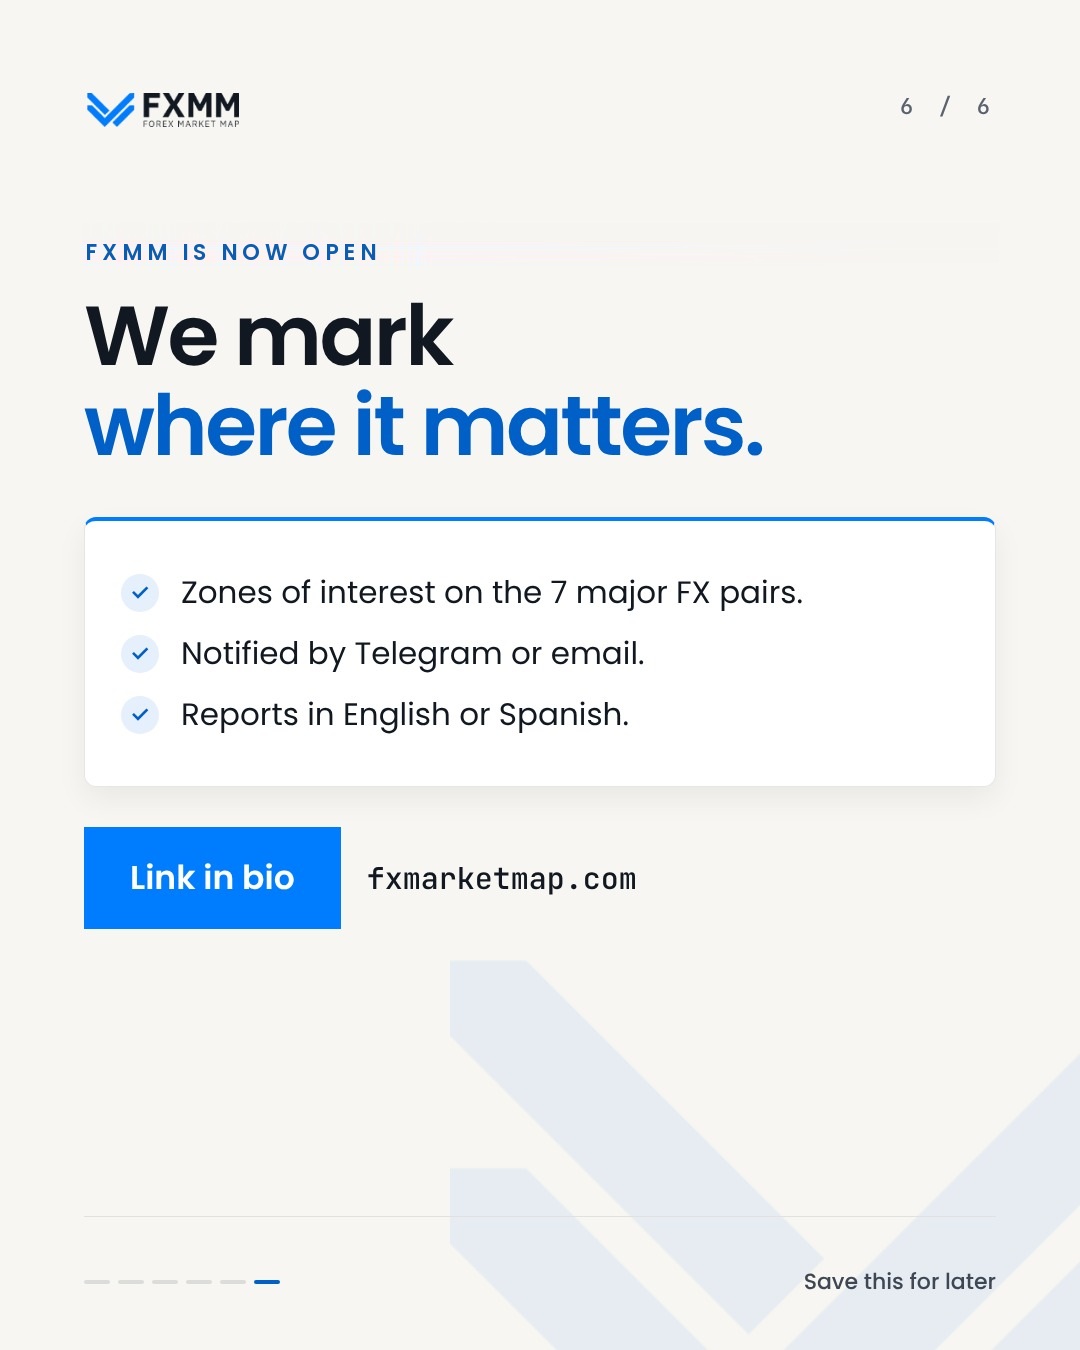 FXMM
FOREX MARKET MAP
6 / 6
FXMM IS NOW OPEN
We mark
where it matters.
Zones of interest on the 7 major FX pairs.
Notified by Telegram or email.
Reports in English or Spanish.
Link in bio
fxmarketmap.com
Save this for later